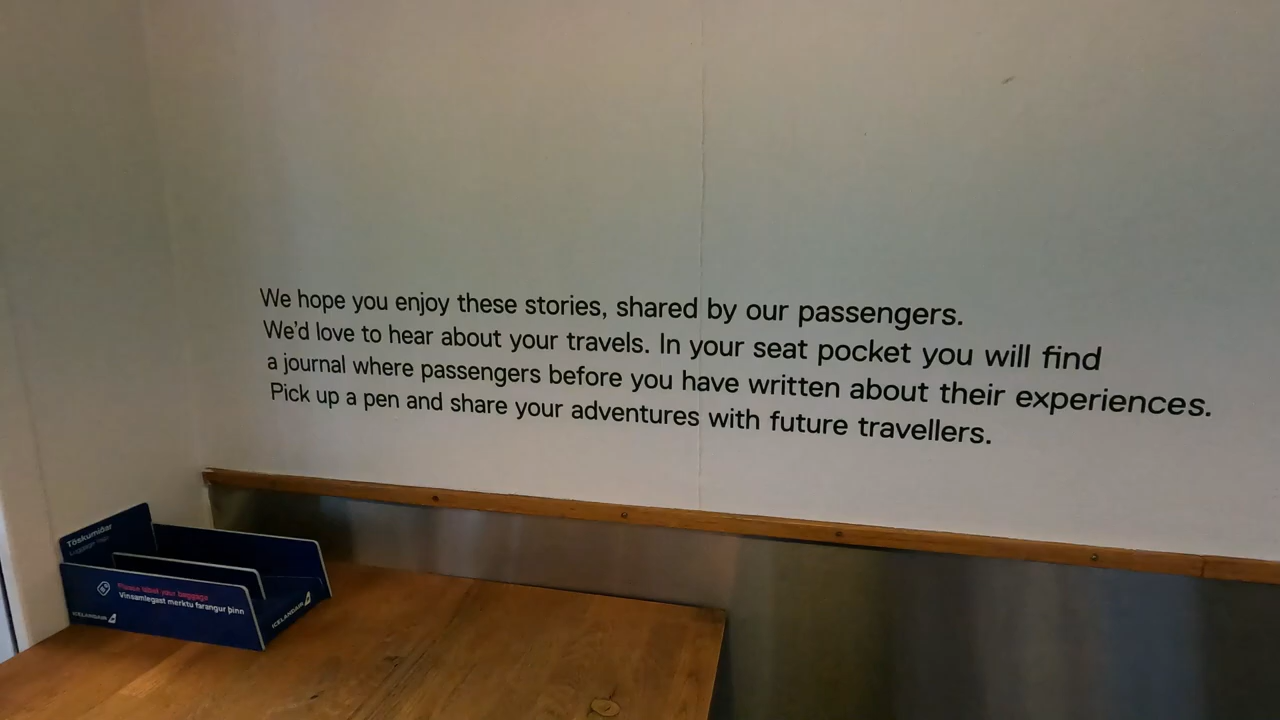 We hope you enjoy these stories, shared by our passengers.
We'd love to hear about your travels. In your seat pocket you will find
a journal where passengers before you have written about their experiences.
Pick up a pen and share your adventures with future travellers.
Töskumiðar
Luggage
Please label your baggage
Vinsamlegast merktu farangur þinn
ICELANDAIR
ICELANDAIR